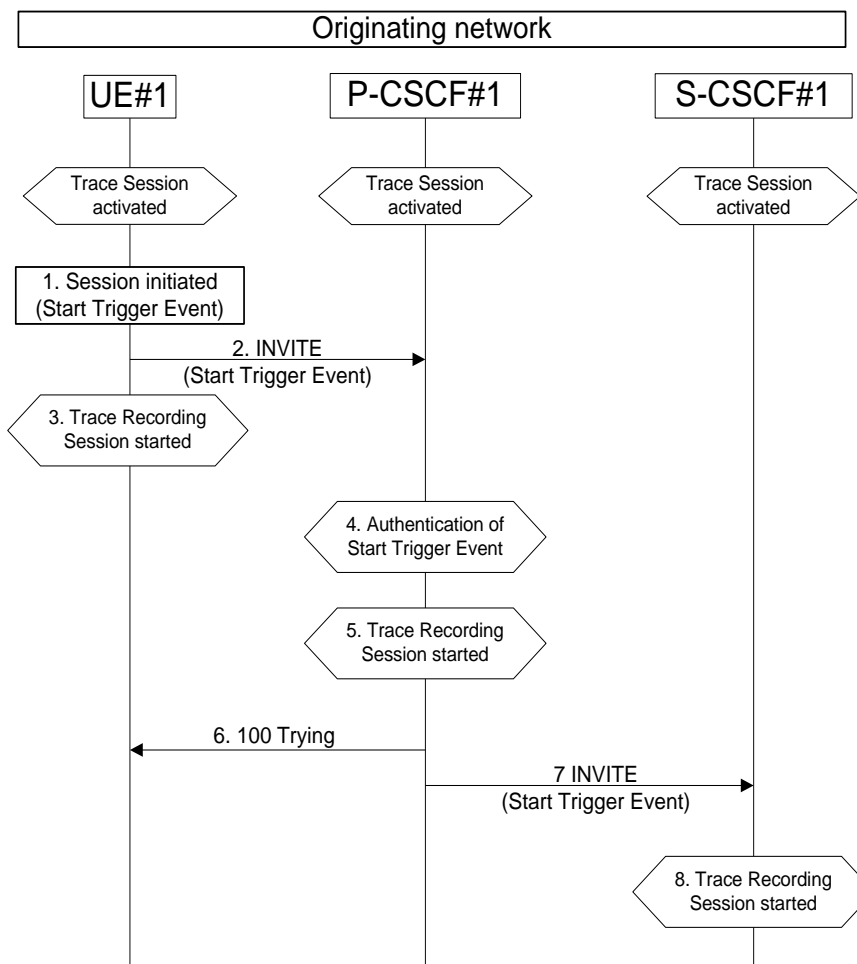 Originating network
UE#1
P-CSCF#1
S-CSCF#1
Trace Session
activated
Trace Session
activated
Trace Session
activated
1. Session initiated
(Start Trigger Event)
2. INVITE
(Start Trigger Event)
3. Trace Recording
Session started
4. Authentication of
Start Trigger Event
5. Trace Recording
Session started
6. 100 Trying
7 INVITE
(Start Trigger Event)
8. Trace Recording
Session started